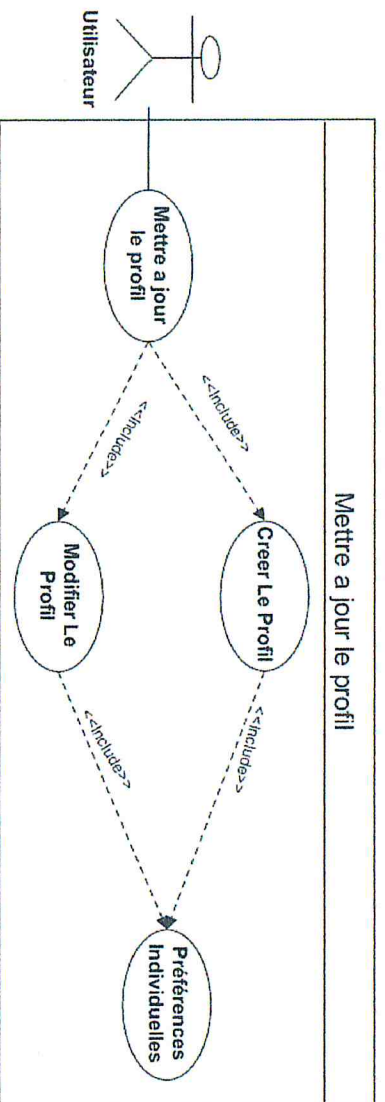 Mettre a jour le profil
Utilisateur
Mettre a jour
le profil
<<Include>>
<<Include>>
Creer Le Profil
Modifier Le
Profil
<<Include>>
<<Include>>
Préférences
Individuelles